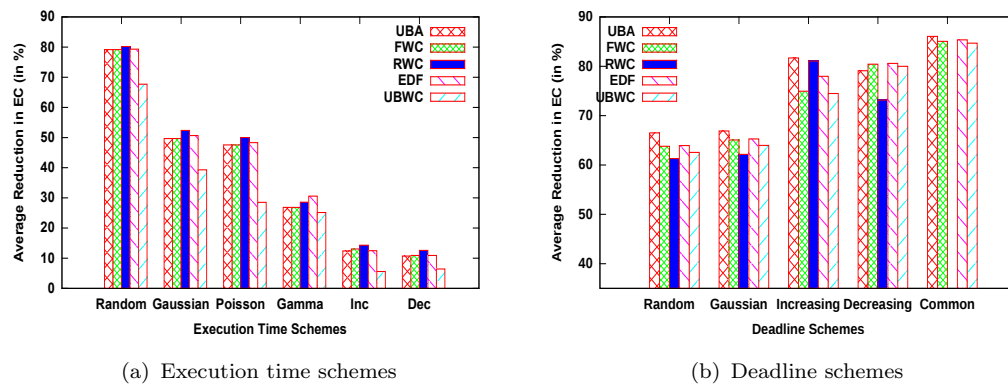 90
80
70
60
50
40
30
20
10
0
Average Reduction in EC (in %)
UBA
FWC
RWC
EDF
UBWC
Random Gaussian Poisson Gamma Inc Dec
Execution Time Schemes
(a) Execution time schemes
90
80
70
60
50
40
Average Reduction in EC (in %)
UBA
FWC
RWC
EDF
UBWC
Random Gaussian Increasing Decreasing Common
Deadline Schemes
(b) Deadline schemes